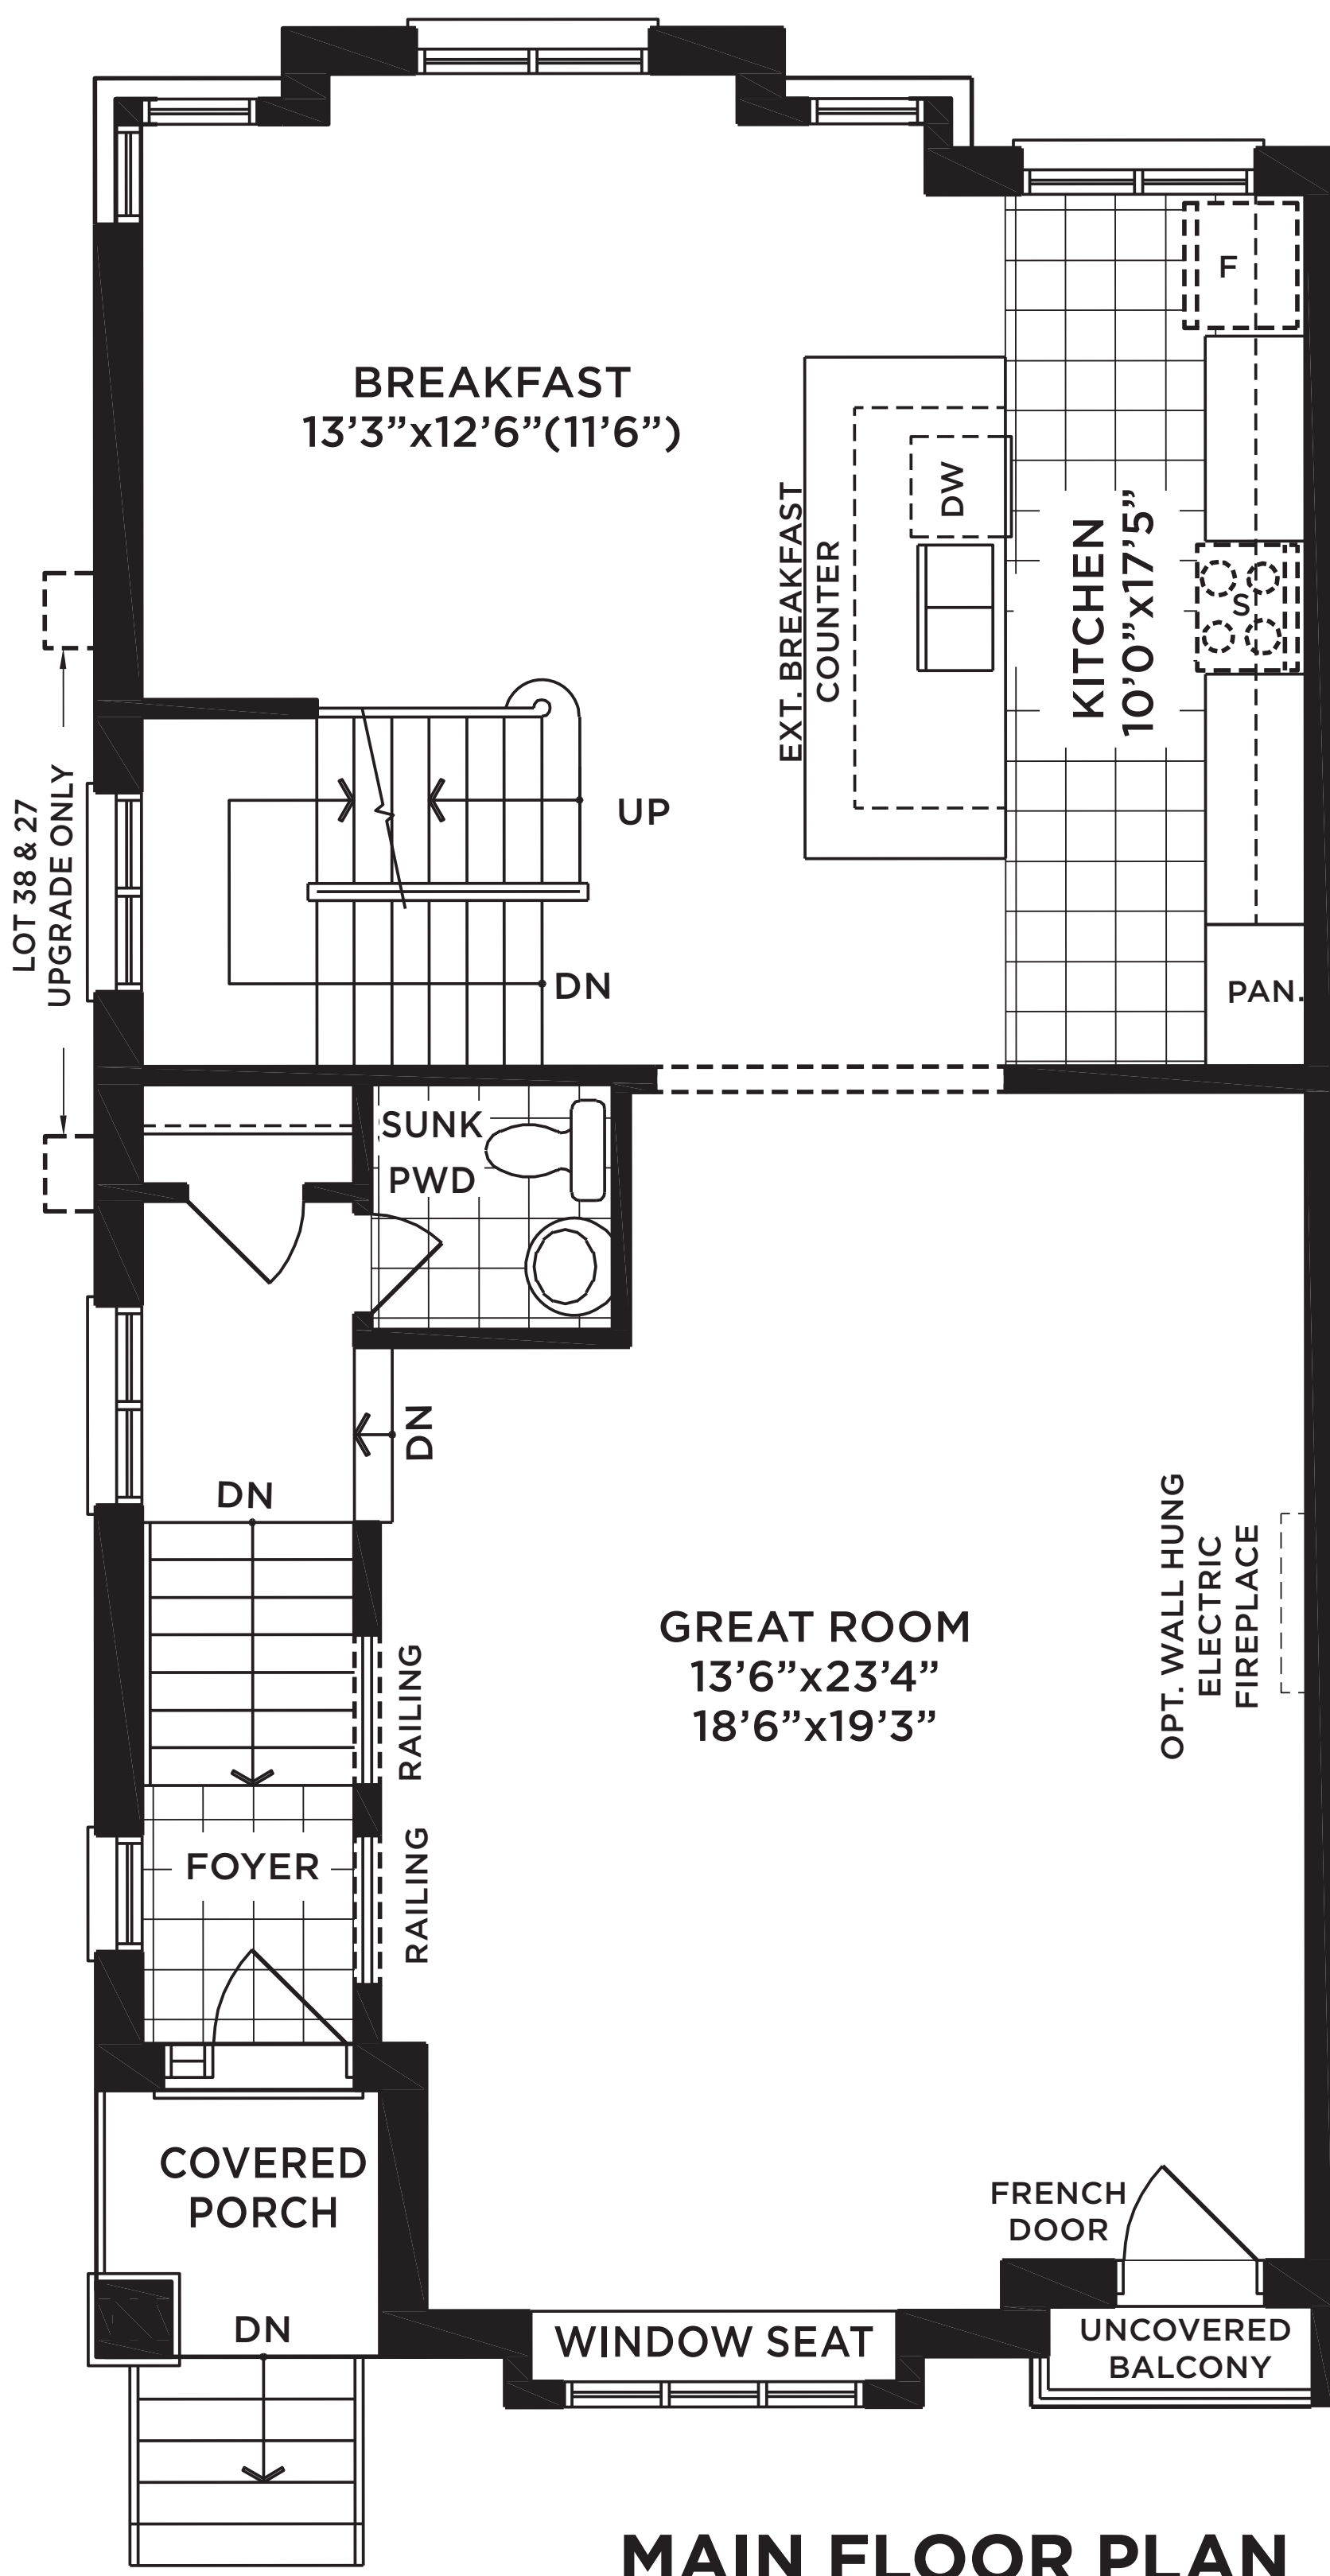 F
BREAKFAST
13’3”x12’6”(11’6”)
DW
EXT. BREAKFAST
COUNTER
KITCHEN
10’0”x17’5”
S
UP
LOT 38 & 27
UPGRADE ONLY
DN
PAN.
SUNK
PWD
DN
DN
OPT. WALL HUNG
ELECTRIC
FIREPLACE
GREAT ROOM
13’6”x23’4”
18’6”x19’3”
RAILING
FOYER
RAILING
COVERED
PORCH
FRENCH
DOOR
DN
WINDOW SEAT
UNCOVERED
BALCONY
MAIN FLOOR PLAN